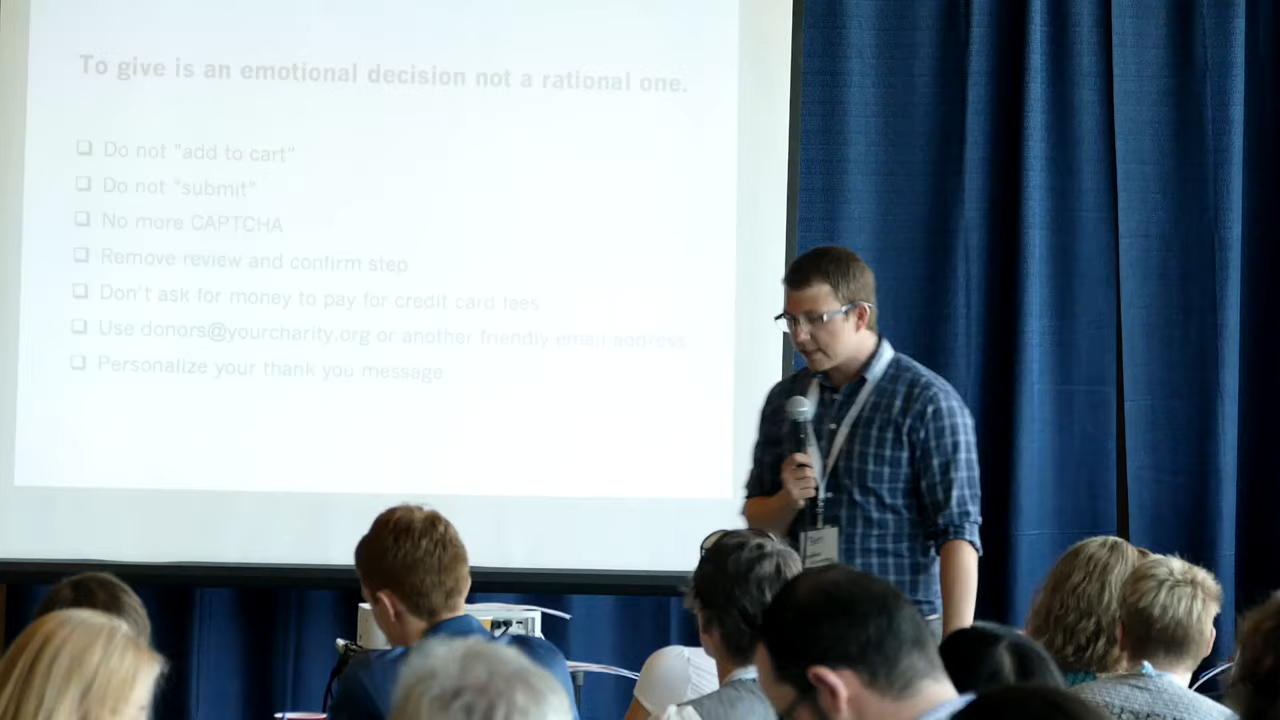 To give is an emotional decision not a rational one.
❏ Do not "add to cart"
❏ Do not "submit"
❏ No more CAPTCHA
❏ Remove review and confirm step
❏ Don't ask for money to pay for credit card fees
❏ Use donors@yourcharity.org or another friendly email address
❏ Personalize your thank you message